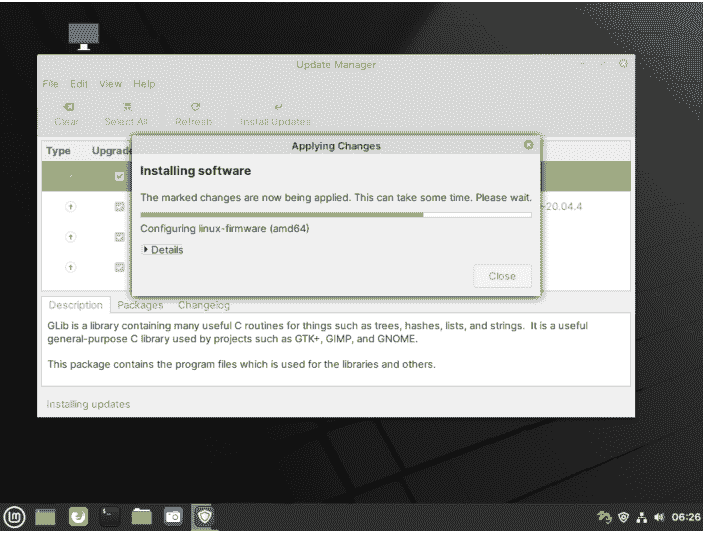 Update Manager
File Edit View Help
Clear Select All Refresh Install Updates
Applying Changes
Type Upgrade
Installing software
The marked changes are now being applied. This can take some time. Please wait.
~20.04.4
Configuring linux-firmware (amd64)
Details
Close
Description Packages Changelog
GLib is a library containing many useful C routines for things such as trees, hashes, lists, and strings. It is a useful
general-purpose C library used by projects such as GTK+, GIMP, and GNOME.
This package contains the program files which is used for the libraries and others.
Installing updates
06:26